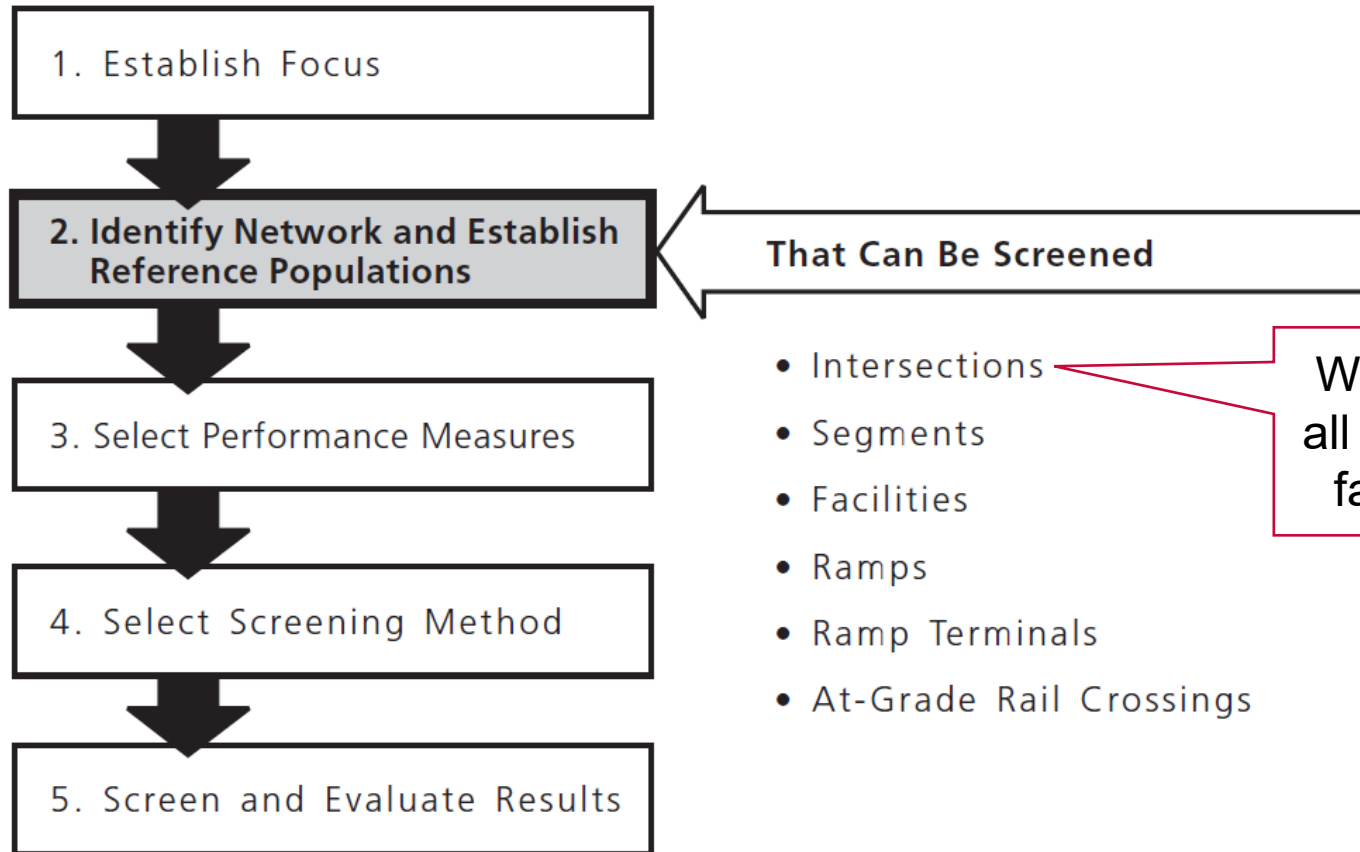 1. Establish Focus
2. Identify Network and Establish
Reference Populations
3. Select Performance Measures
4. Select Screening Method
5. Screen and Evaluate Results
That Can Be Screened
• Intersections
• Segments
• Facilities
• Ramps
• Ramp Terminals
• At-Grade Rail Crossings
all